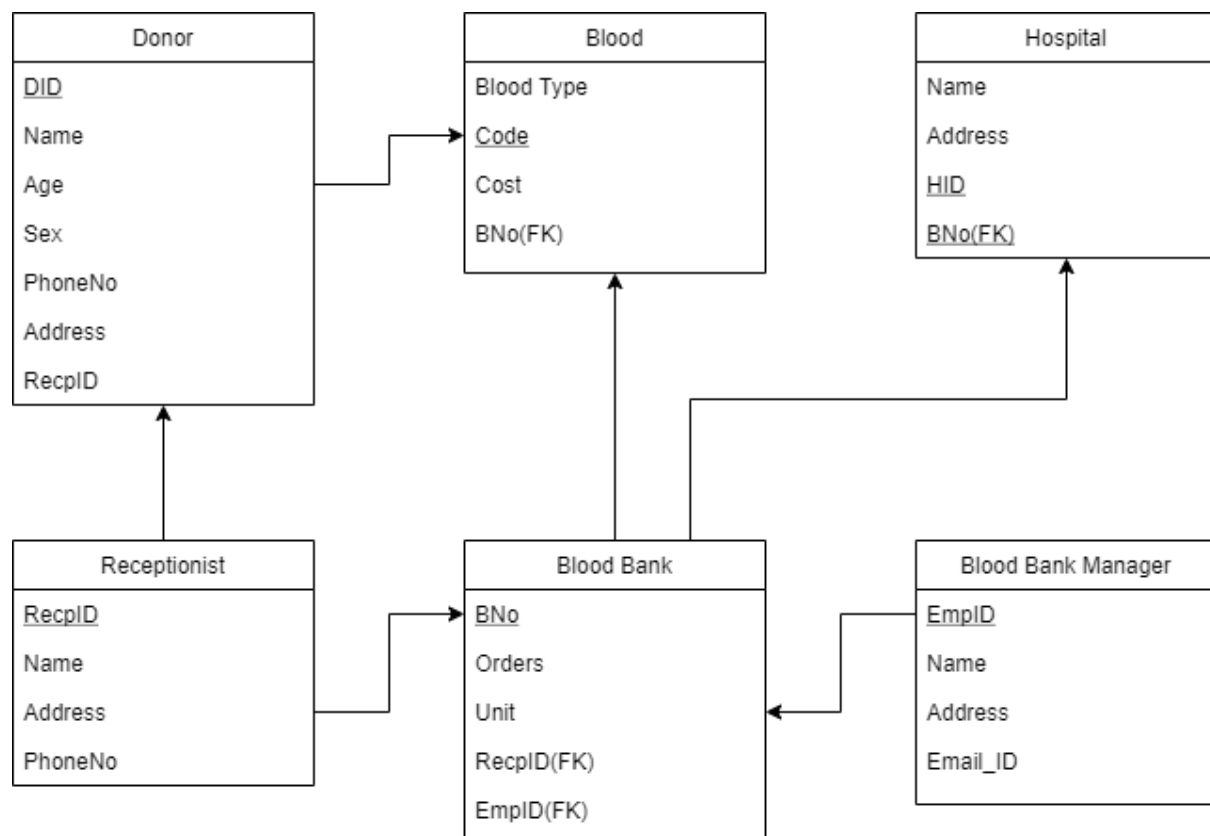 Donor
DID
Name
Age
Sex
PhoneNo
Address
RecpID
Blood
Blood Type
Code
Cost
BNo(FK)
Hospital
Name
Address
HID
BNo(FK)
Receptionist
RecpID
Name
Address
PhoneNo
Blood Bank
BNo
Orders
Unit
RecpID(FK)
EmpID(FK)
Blood Bank Manager
EmpID
Name
Address
Email_ID